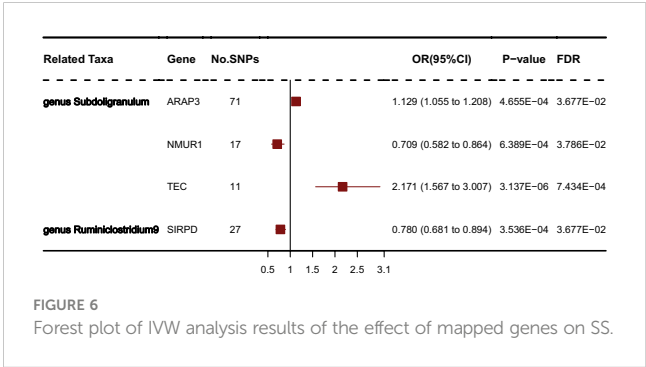 Related Taxa Gene No.SNPs OR(95%CI) P−value FDR
genus Subdoligranulum ARAP3 71 1.129 (1.055 to 1.208) 4.655E−04 3.677E−02
NMUR1 17 0.709 (0.582 to 0.864) 6.389E−04 3.786E−02
TEC 11 2.171 (1.567 to 3.007) 3.137E−06 7.434E−04
genus Ruminiclostridium9 SIRPD 27 0.780 (0.681 to 0.894) 3.536E−04 3.677E−02
0.5 1 1.5 2 2.5 3.1
FIGURE 6
Forest plot of IVW analysis results of the effect of mapped genes on SS.